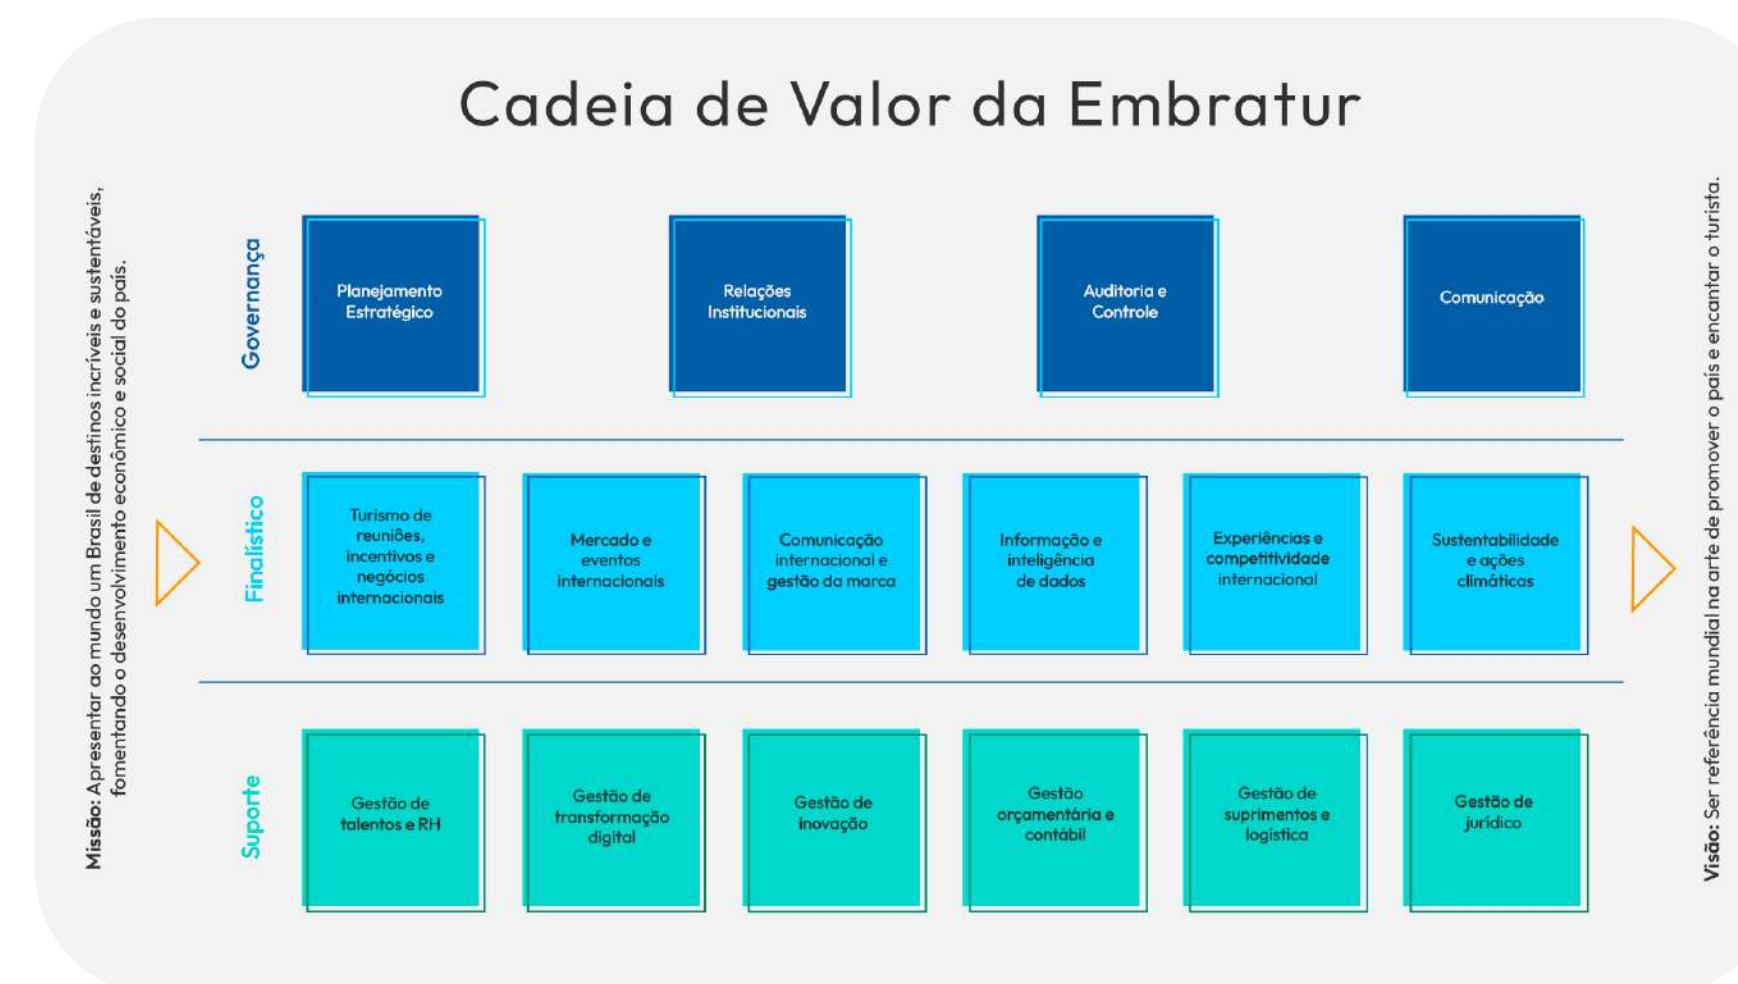 Cadeia de Valor da Embratur
Missão: Apresentar ao mundo um Brasil de destinos incríveis e sustentáveis,
fomentando o desenvolvimento econômico e social do país.
Governança
Planejamento
Estratégico
Relações
Institucionais
Auditoria e
Controle
Comunicação
Finalístico
Turismo de
reuniões,
incentivos e
negócios
internacionais
Mercado e
eventos
internacionais
Comunicação
internacional e
gestão da marca
Informação e
inteligência
de dados
Experiências e
competitividade
internacional
Sustentabilidade
e ações
climáticas
Suporte
Gestão de
talentos e RH
Gestão de
transformação
digital
Gestão de
inovação
Gestão
orçamentária e
contábil
Gestão de
suprimentos e
logística
Gestão de
jurídico
Visão: Ser referência mundial na arte de promover o país e encantar o turista.